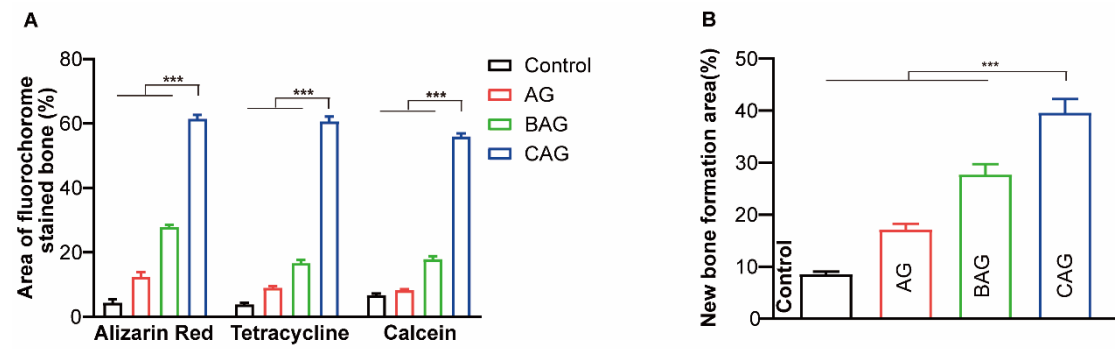 A
Area of fluorochorome
stained bone (%)
80
60
40
20
0
***
***
***
Alizarin Red
Tetracycline
Calcein
Control
AG
BAG
CAG
B
New bone formation area(%)
50
40
30
20
10
0
***
Control
AG
BAG
CAG